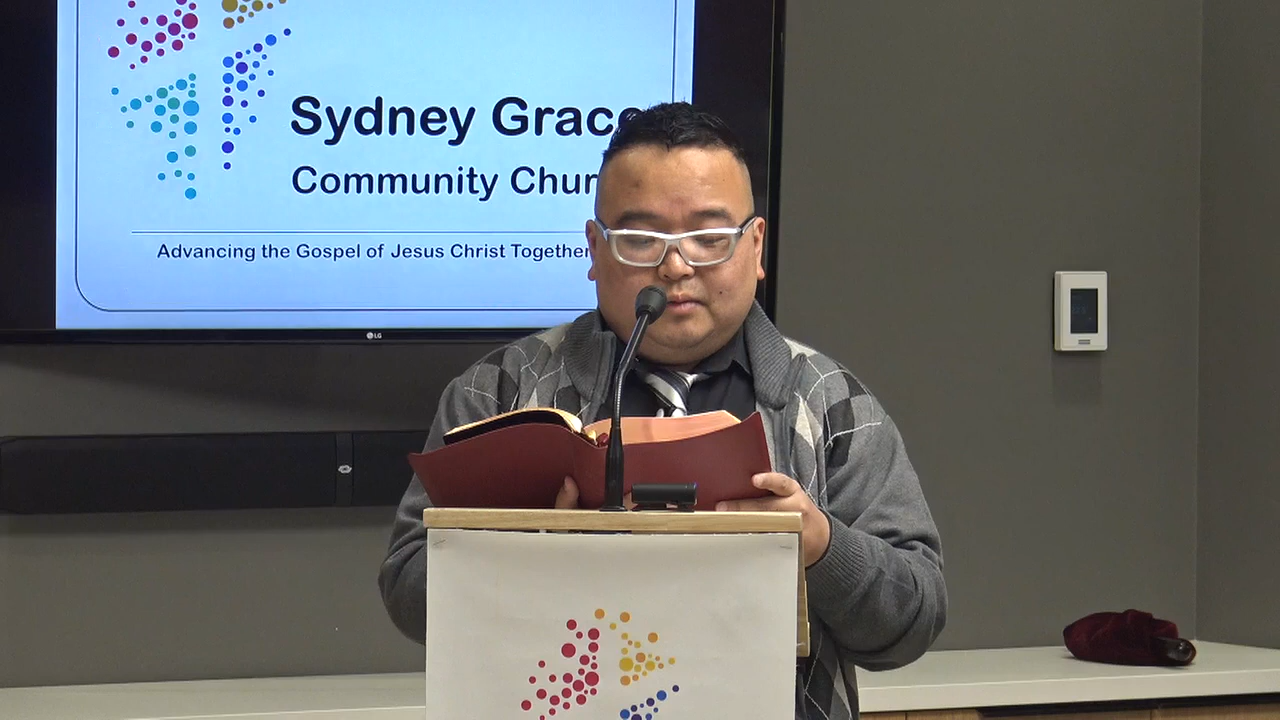 Sydney Grace
Community Chur
Advancing the Gospel of Jesus Christ Together
LG